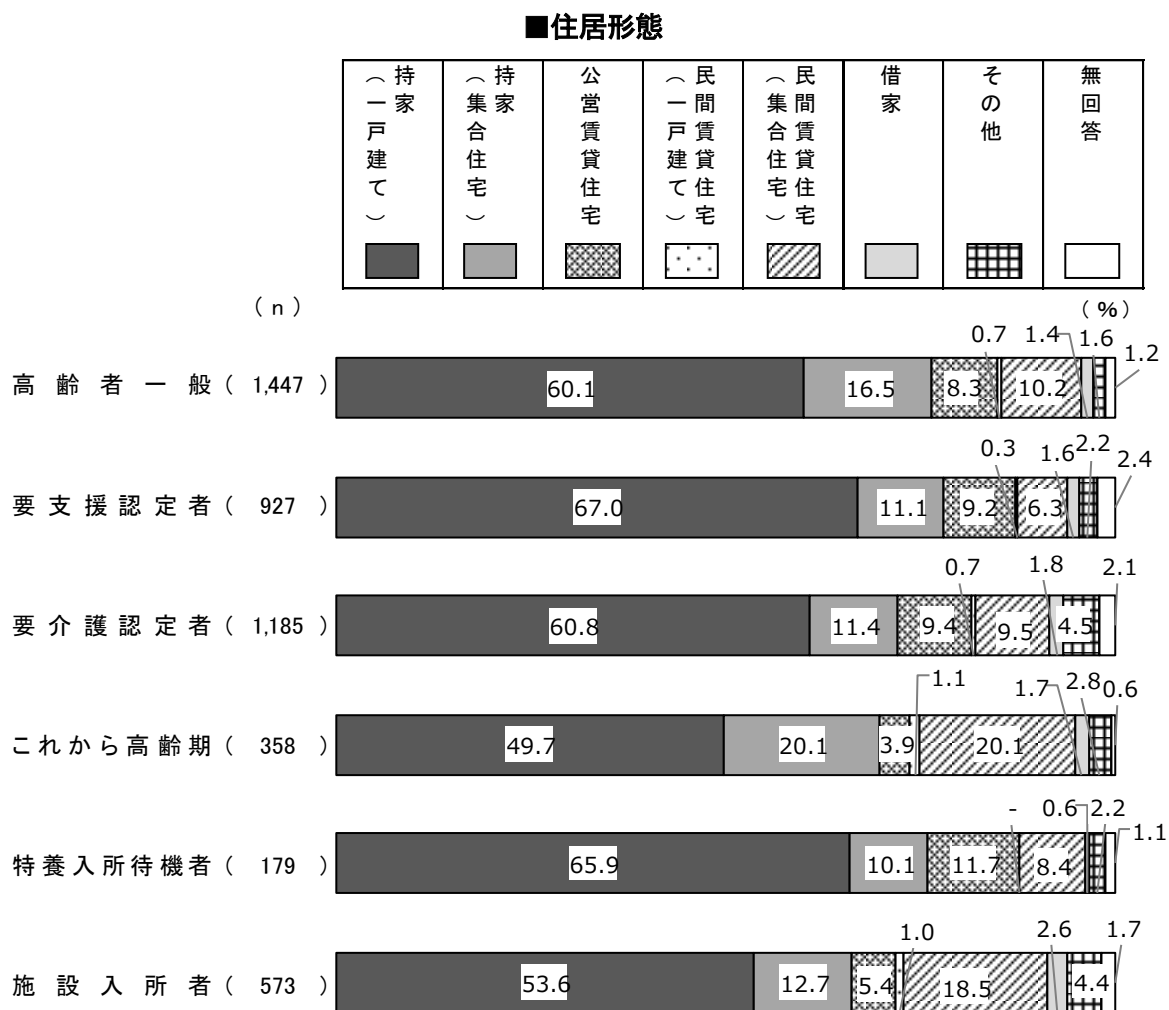 ■住居形態
持家（一戸建て）
持家（集合住宅）
公営賃貸住宅
民間賃貸住宅（一戸建て）
民間賃貸住宅（集合住宅）
借家
その他
無回答
（ｎ）
（%）
高齢者一般（ 1,447 ）
60.1 16.5 8.3 0.7 10.2 1.4 1.6 1.2
要支援認定者（ 927 ）
67.0 11.1 9.2 0.3 6.3 1.6 2.2 2.4
要介護認定者（ 1,185 ）
60.8 11.4 9.4 0.7 9.5 1.8 4.5 2.1
これから高齢期（ 358 ）
49.7 20.1 3.9 1.1 20.1 1.7 2.8 0.6
特養入所待機者（ 179 ）
65.9 10.1 11.7 - 8.4 0.6 2.2 1.1
施設入所者（ 573 ）
53.6 12.7 5.4 1.0 18.5 2.6 4.4 1.7